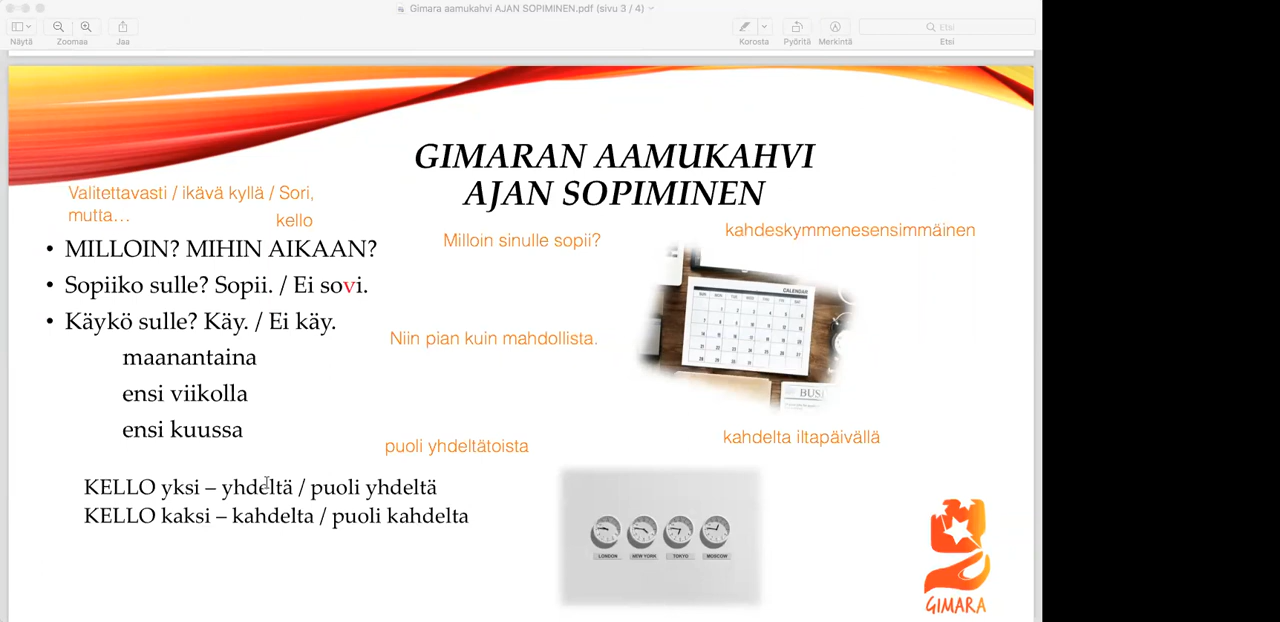 Gimara aamukahvi AJAN SOPIMINEN.pdf (sivu 3 / 4)
Näytä
Zoomaa
Jaa
Korosta
Pyöritä
Merkintä
Etsi
Etsi
GIMARAN AAMUKAHVI
AJAN SOPIMINEN
Valitettavasti / ikävä kyllä / Sori,
mutta…
kello
• MILLOIN? MIHIN AIKAAN?
• Sopiiko sulle? Sopii. / Ei sovi.
• Käykö sulle? Käy. / Ei käy.
maanantaina
ensi viikolla
ensi kuussa
KELLO yksi – yhdeltä / puoli yhdeltä
KELLO kaksi – kahdelta / puoli kahdelta
Milloin sinulle sopii?
Niin pian kuin mahdollista.
puoli yhdeltätoista
kahdeskymmenesensimmäinen
CALENDAR
BUSI
kahdelta iltapäivällä
LONDON
NEW YORK
TOKYO
MOSCOW
GIMARA